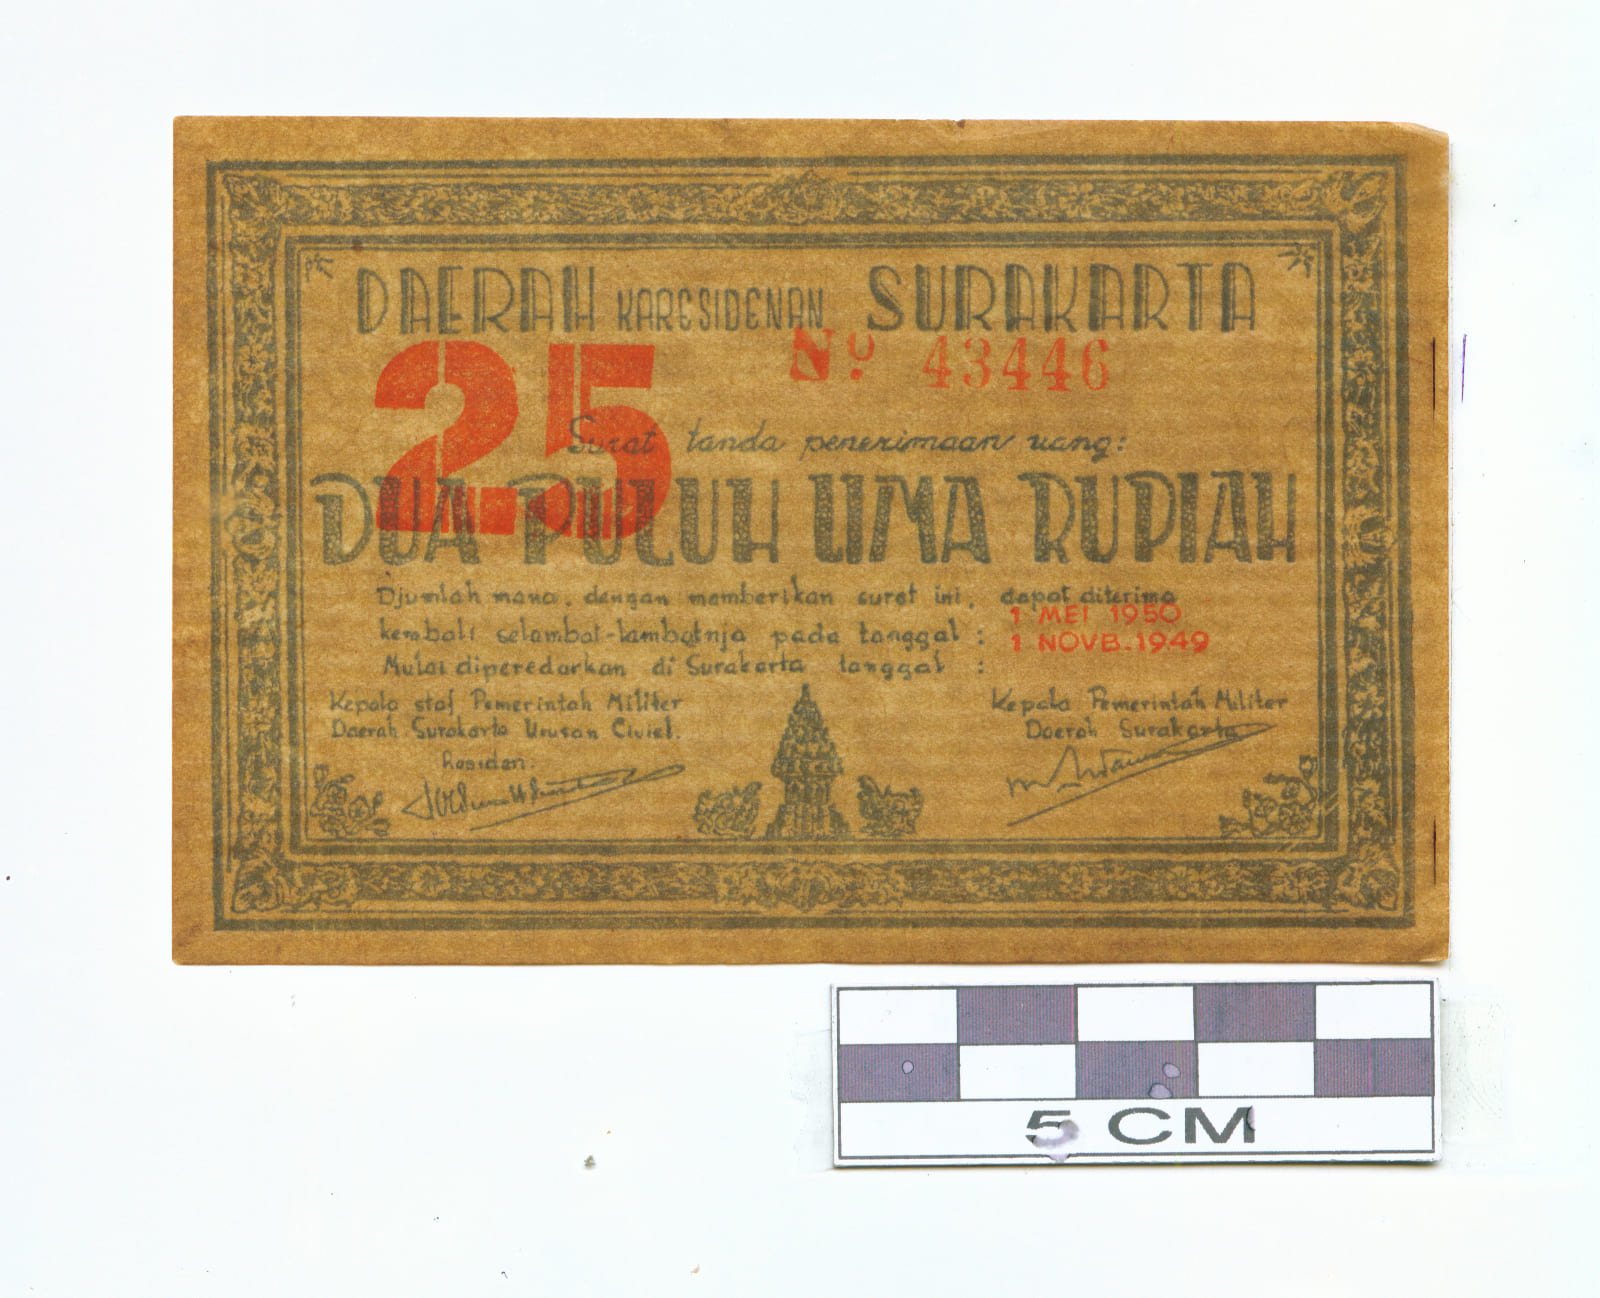 DAERAH KARESIDENAN SURAKARTA
25
No. 43446
Surat tanda penerimaan uang:
DUA PULUH LIMA RUPIAH
Djumlah mana, dengan memberikan surat ini, dapat diterima
kembali selambat-lambatnja pada tanggal : 1 MEI 1950
Mulai diperedarkan di Surakarta tanggal : 1 NOVB. 1949
Kepala staf Pemerintah Militer
Daerah Surakarta Urusan Civiel.
Residen:
Kepala Pemerintah Militer
Daerah Surakarta
5 CM